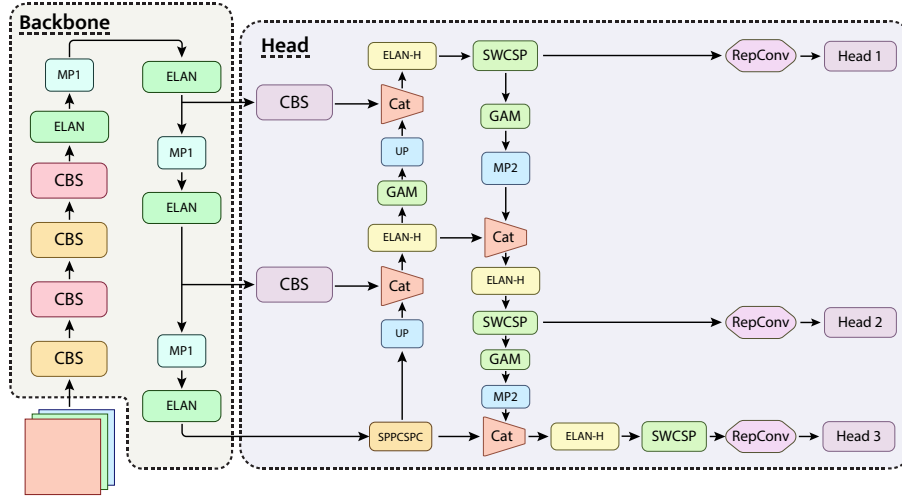 Backbone
MP1
ELAN
CBS
CBS
CBS
CBS
ELAN
MP1
ELAN
MP1
ELAN
Head
ELAN-H
SWCSP
RepConv
Head 1
CBS
Cat
GAM
UP
MP2
GAM
ELAN-H
Cat
CBS
Cat
ELAN-H
UP
SWCSP
RepConv
Head 2
GAM
MP2
SPPCSPC
Cat
ELAN-H
SWCSP
RepConv
Head 3